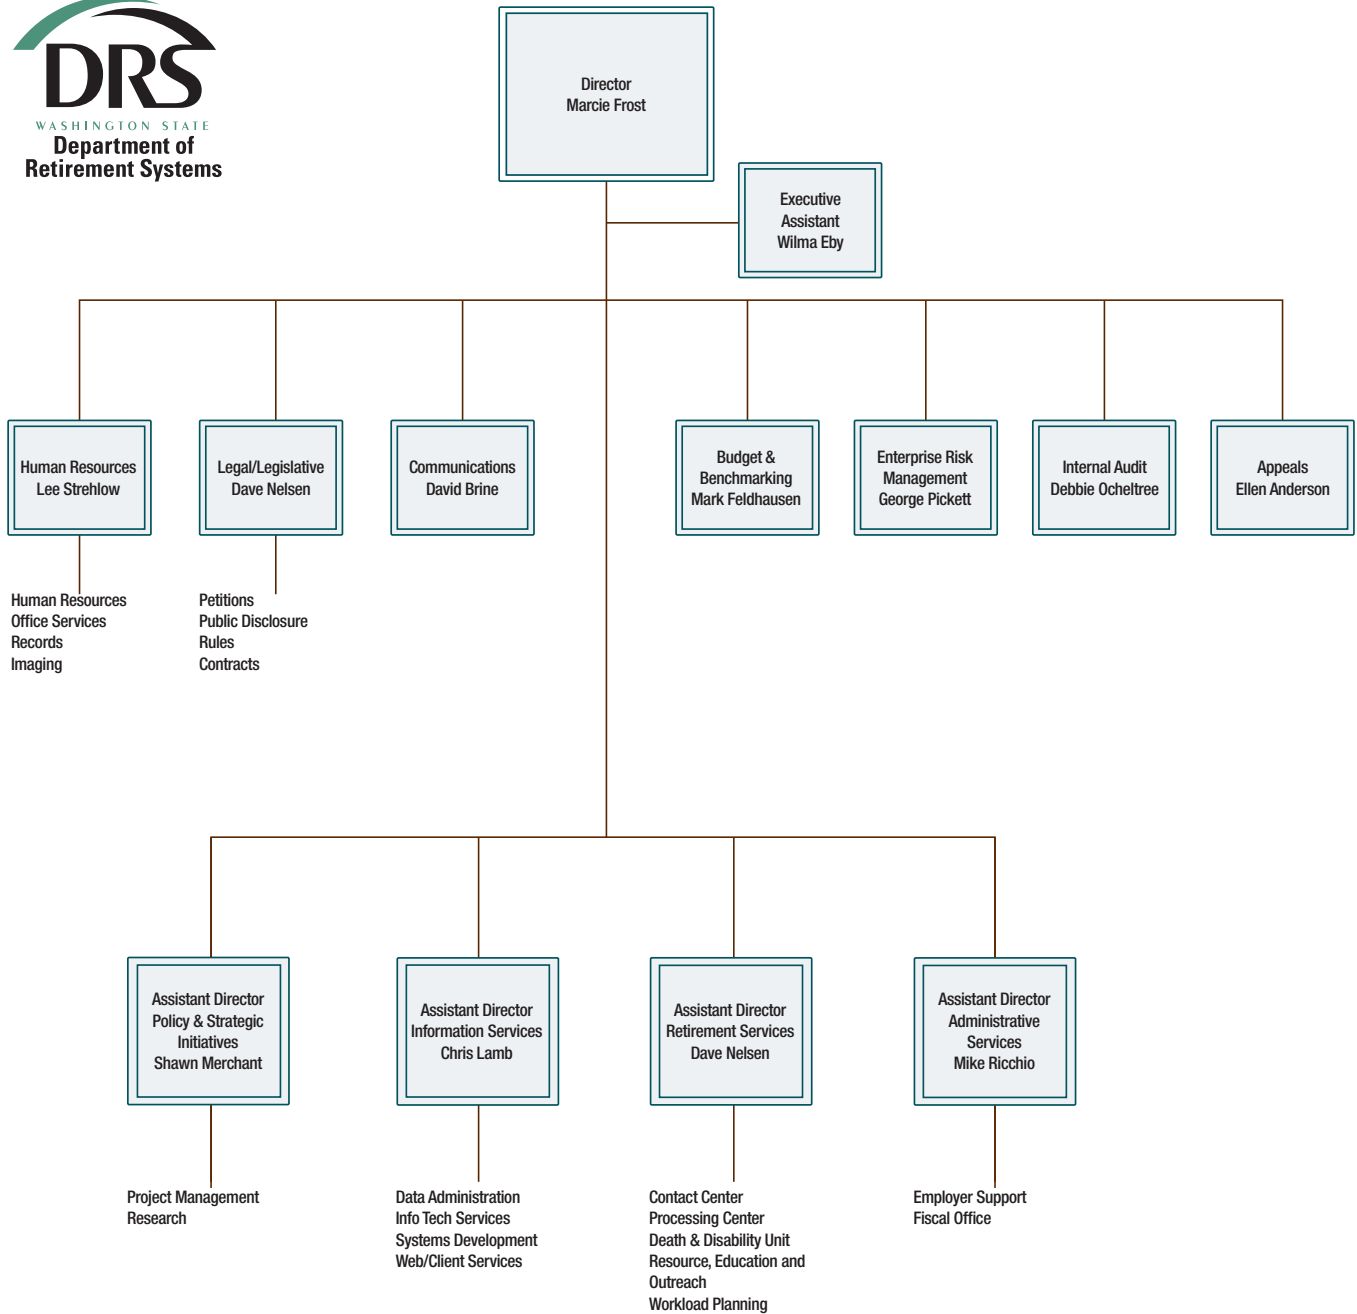 DRS
WASHINGTON STATE
Department of
Retirement Systems
Director
Marcie Frost
Executive
Assistant
Wilma Eby
Human Resources
Lee Strehlow
Legal/Legislative
Dave Nelsen
Communications
David Brine
Budget &
Benchmarking
Mark Feldhausen
Enterprise Risk
Management
George Pickett
Internal Audit
Debbie Ocheltree
Appeals
Ellen Anderson
Human Resources
Office Services
Records
Imaging
Petitions
Public Disclosure
Rules
Contracts
Assistant Director
Policy & Strategic
Initiatives
Shawn Merchant
Assistant Director
Information Services
Chris Lamb
Assistant Director
Retirement Services
Dave Nelsen
Assistant Director
Administrative
Services
Mike Ricchio
Project Management
Research
Data Administration
Info Tech Services
Systems Development
Web/Client Services
Contact Center
Processing Center
Death & Disability Unit
Resource, Education and
Outreach
Workload Planning
Employer Support
Fiscal Office